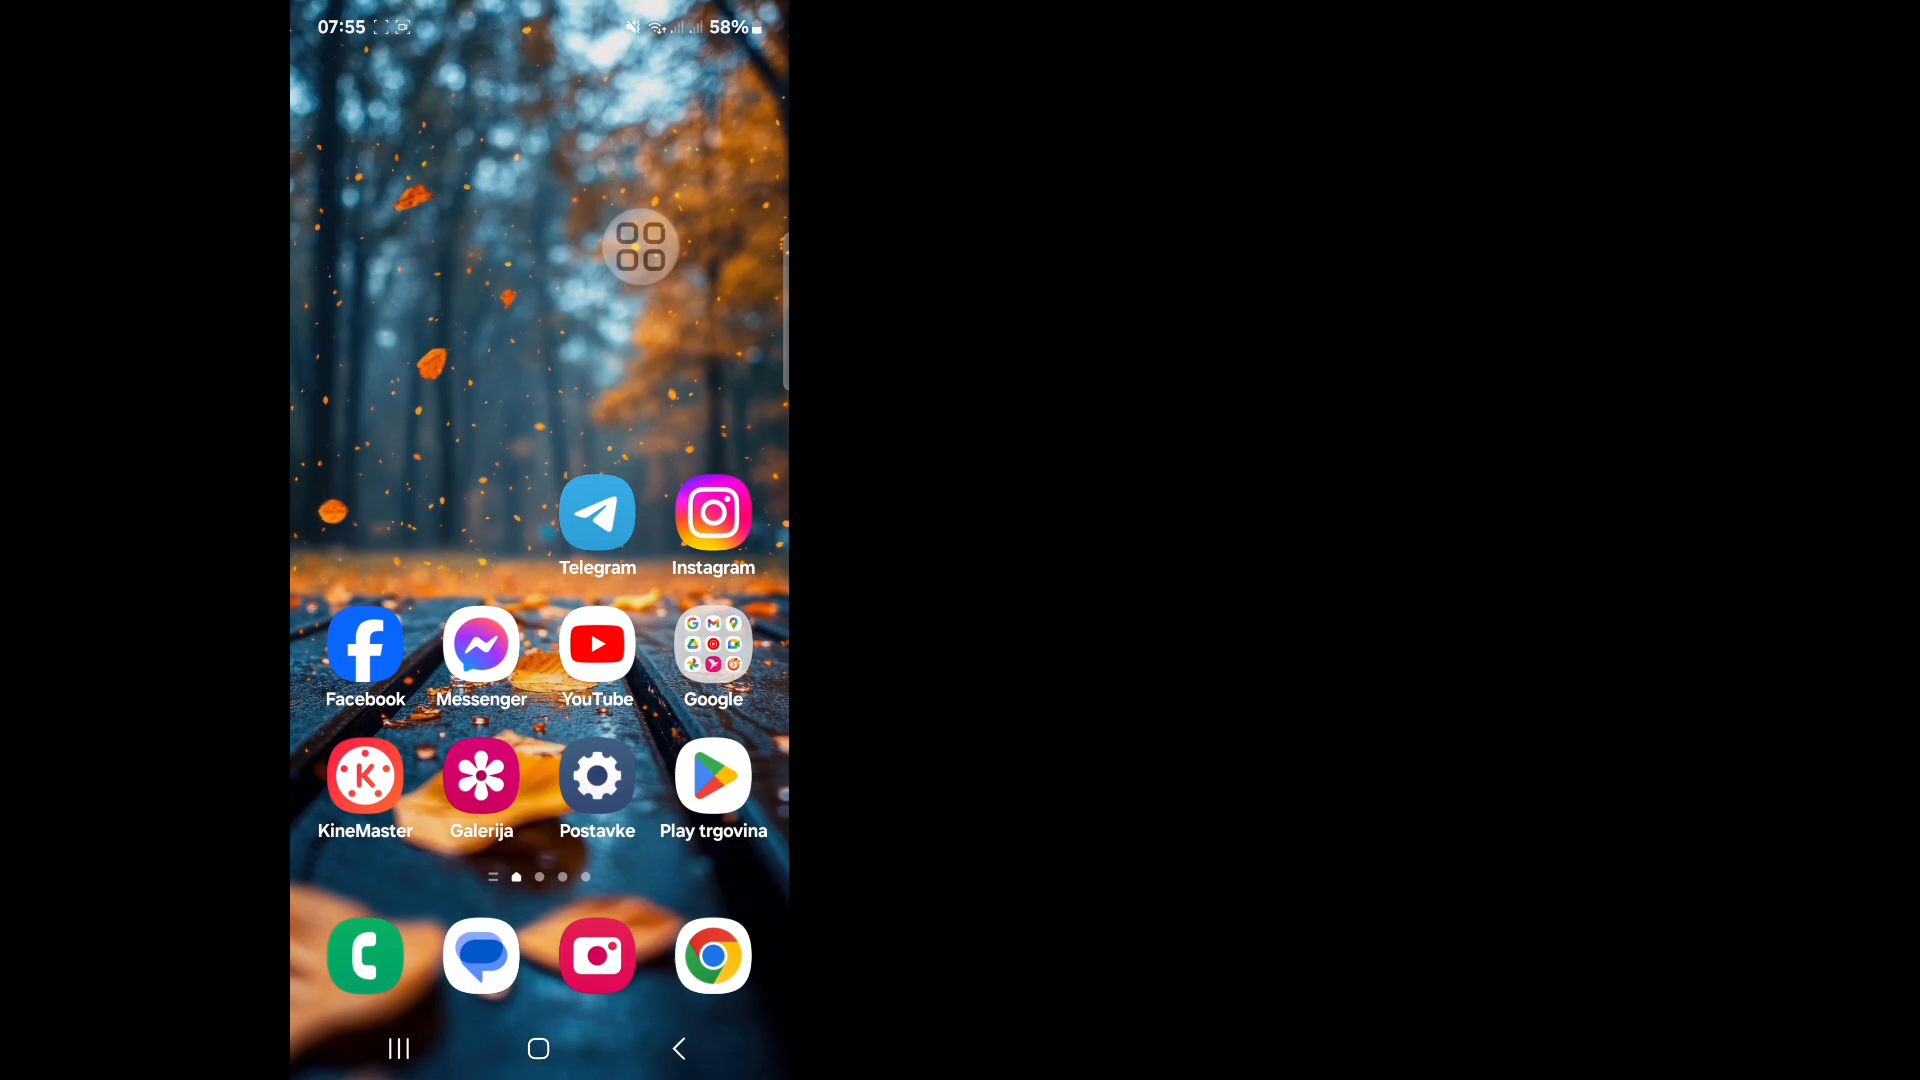 07:55 58%
Telegram Instagram
Facebook Messenger YouTube Google
KineMaster Galerija Postavke Play trgovina